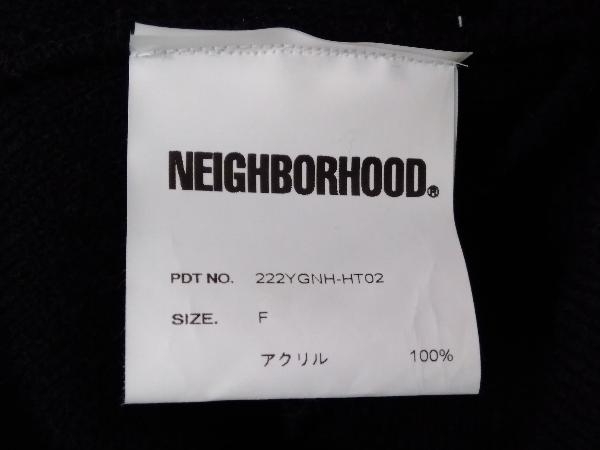 NEIGHBORHOOD®
PDT NO. 222YGNH-HT02
SIZE. F
アクリル 100%